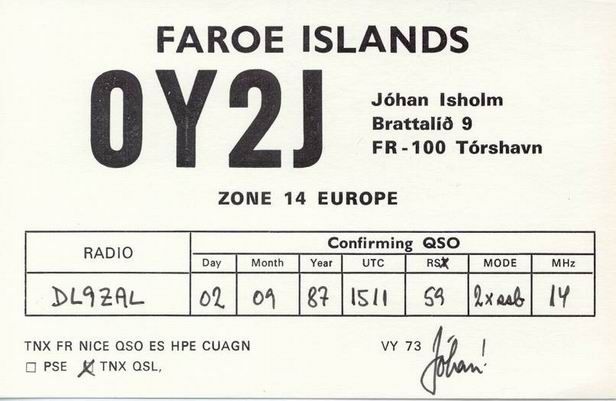 FAROE ISLANDS
OY2J
Jóhan Isholm
Brattalíð 9
FR-100 Tórshavn
ZONE 14 EUROPE
RADIO
Confirming QSO
Day Month Year UTC RST MODE MHz
DL9ZAL 02 09 87 1511 59 2xssb 14
TNX FR NICE QSO ES HPE CUAGN VY 73 Jóhan!
PSE TNX QSL,